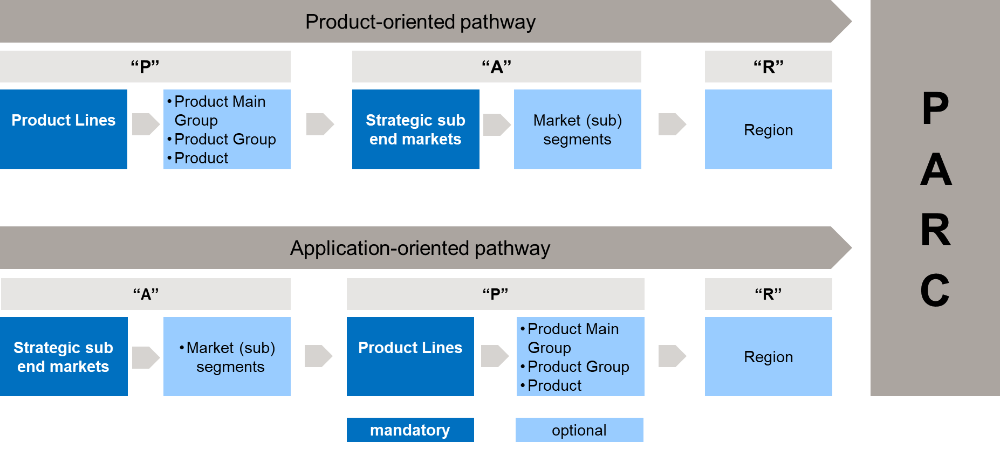 Product-oriented pathway
“P”
“A”
“R”
Product Lines
• Product Main
Group
• Product Group
• Product
Strategic sub
end markets
Market (sub)
segments
Region
Application-oriented pathway
“A”
“P”
“R”
Strategic sub
end markets
• Market (sub)
segments
Product Lines
• Product Main
Group
• Product Group
• Product
Region
mandatory
optional
P
A
R
C